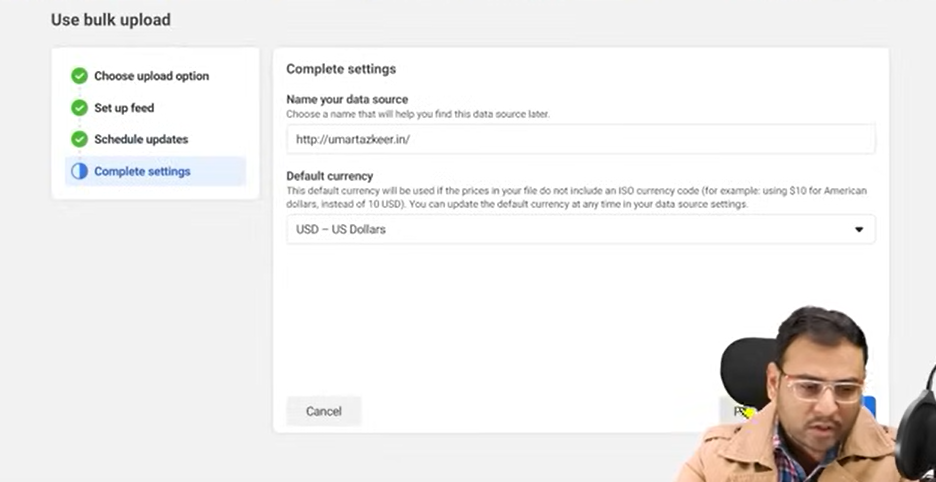 Use bulk upload
Choose upload option
Set up feed
Schedule updates
Complete settings
Complete settings
Name your data source
Choose a name that will help you find this data source later.
http://umartazkeer.in/
Default currency
This default currency will be used if the prices in your file do not include an ISO currency code (for example: using $10 for American
dollars, instead of 10 USD). You can update the default currency at any time in your data source settings.
USD – US Dollars
Cancel